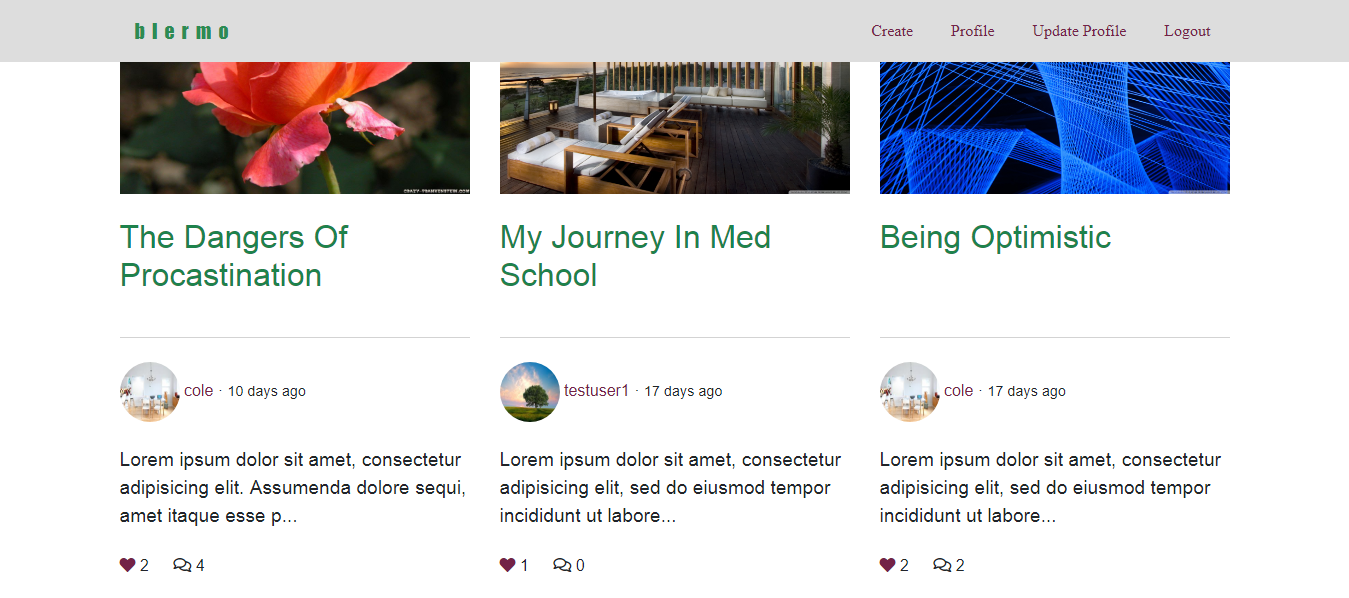 blermo
Create Profile Update Profile Logout
CRAZY-FRANKENSTEIN.COM
The Dangers Of
Procastination
My Journey In Med
School
Being Optimistic
cole · 10 days ago
testuser1 · 17 days ago
cole · 17 days ago
Lorem ipsum dolor sit amet, consectetur
adipisicing elit. Assumenda dolore sequi,
amet itaque esse p...
Lorem ipsum dolor sit amet, consectetur
adipisicing elit, sed do eiusmod tempor
incididunt ut labore...
Lorem ipsum dolor sit amet, consectetur
adipisicing elit, sed do eiusmod tempor
incididunt ut labore...
2 4
1 0
2 2